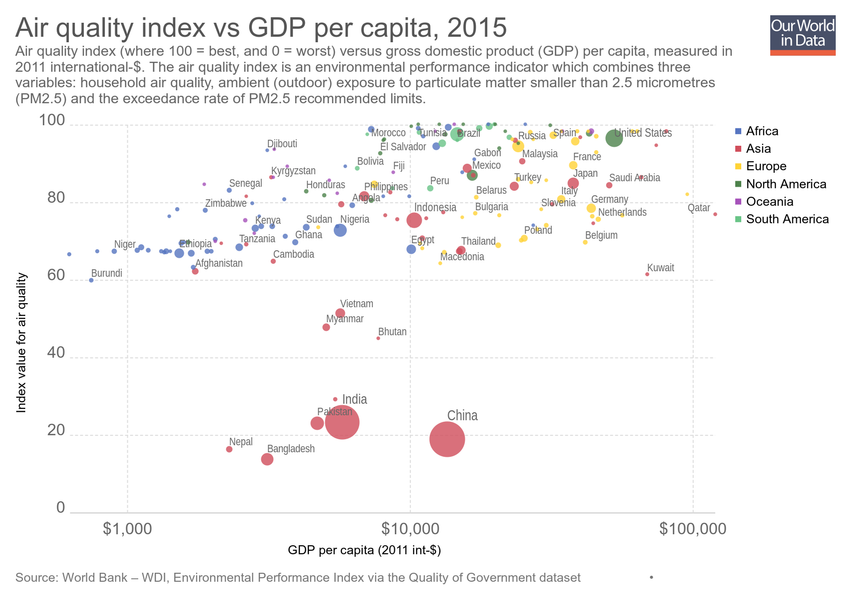 Air quality index vs GDP per capita, 2015
Our World
in Data
Air quality index (where 100 = best, and 0 = worst) versus gross domestic product (GDP) per capita, measured in
2011 international-$. The air quality index is an environmental performance indicator which combines three
variables: household air quality, ambient (outdoor) exposure to particulate matter smaller than 2.5 micrometres
(PM2.5) and the exceedance rate of PM2.5 recommended limits.
100
80
60
40
20
0
Index value for air quality
Morocco
Tunisia
Brazil
Russia
Spain
United States
Djibouti
El Salvador
Gabon
Malaysia
France
Bolivia
Fiji
Mexico
Kyrgyzstan
Senegal
Honduras
Philippines
Peru
Turkey
Japan
Saudi Arabia
Belarus
Angola
Zimbabwe
Indonesia
Bulgaria
Slovenia
Italy
Germany
Netherlands
Qatar
Kenya
Sudan
Nigeria
Niger
Ethiopia
Tanzania
Ghana
Egypt
Thailand
Poland
Belgium
Burundi
Afghanistan
Cambodia
Macedonia
Kuwait
Vietnam
Myanmar
Bhutan
India
Pakistan
China
Nepal
Bangladesh
Africa
Asia
Europe
North America
Oceania
South America
$1,000
$10,000
$100,000
GDP per capita (2011 int-$)
Source: World Bank – WDI, Environmental Performance Index via the Quality of Government dataset